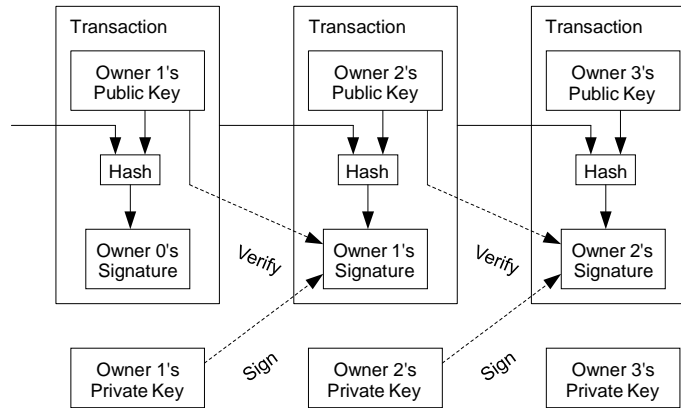 Transaction
Owner 1's
Public Key
Hash
Owner 0's
Signature
Transaction
Owner 2's
Public Key
Hash
Owner 1's
Signature
Transaction
Owner 3's
Public Key
Hash
Owner 2's
Signature
Verify
Verify
Owner 1's
Private Key
Sign
Owner 2's
Private Key
Sign
Owner 3's
Private Key